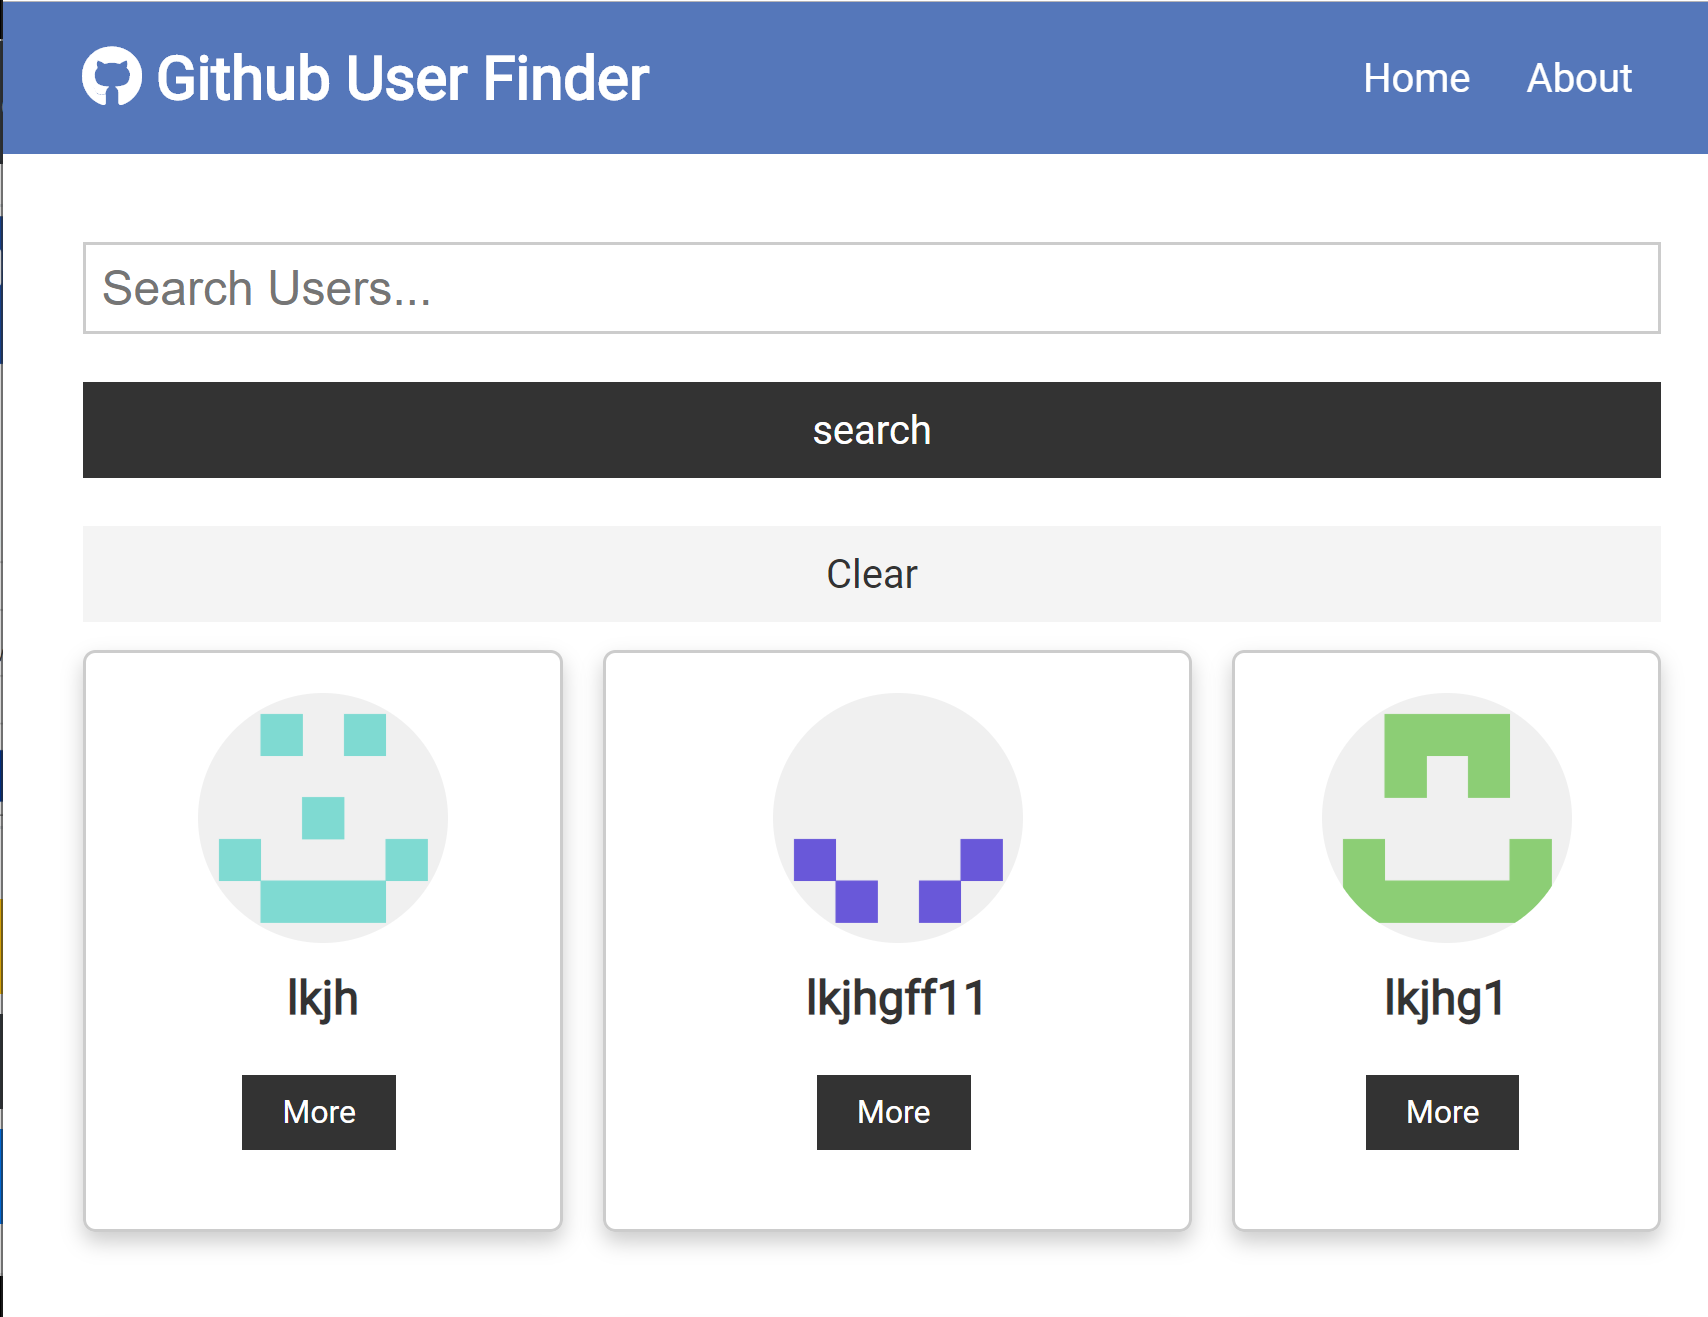 Github User Finder
Home
About
Search Users...
search
Clear
lkjh
lkjhgff11
lkjhg1
More
More
More